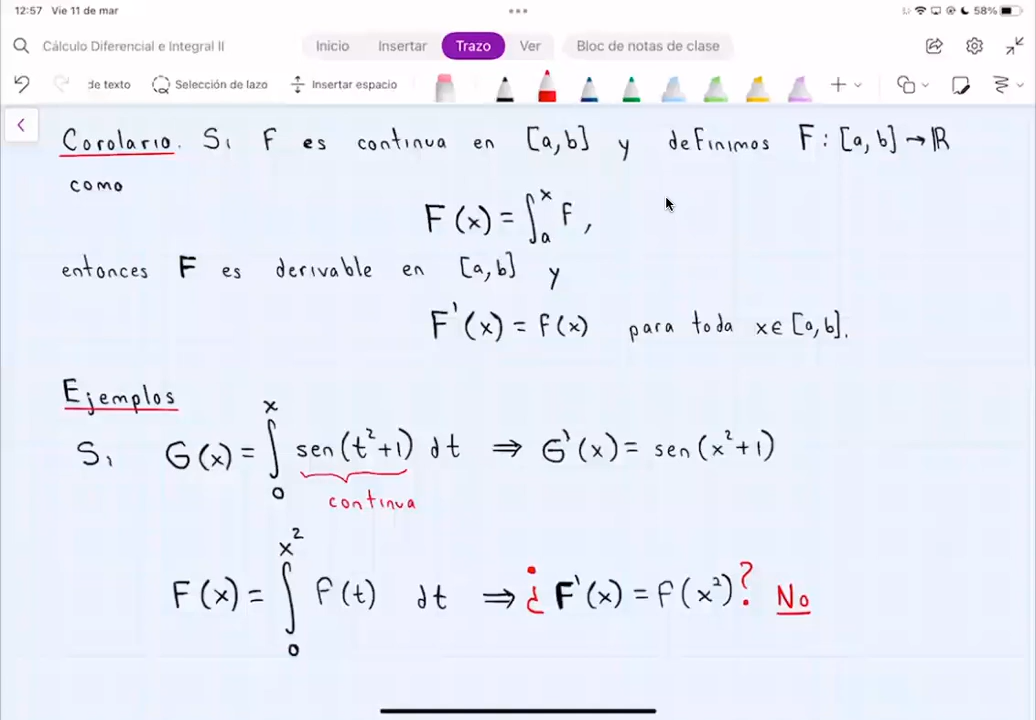 12:57 Vie 11 de mar
58%
Cálculo Diferencial e Integral II
Inicio Insertar Trazo Ver Bloc de notas de clase
de texto Selección de lazo Insertar espacio
Corolario. Si f es continua en [a,b] y definimos F: [a,b] → ℝ
como
F(x) = ∫ₐˣ f,
entonces F es derivable en [a,b] y
F'(x) = f(x) para toda x ∈ [a,b].
Ejemplos
Si G(x) = ∫₀ˣ sen(t²+1) dt ⇒ G'(x) = sen(x²+1)
continua
F(x) = ∫₀^{x²} f(t) dt ⇒ ¿F'(x) = f(x²)? No